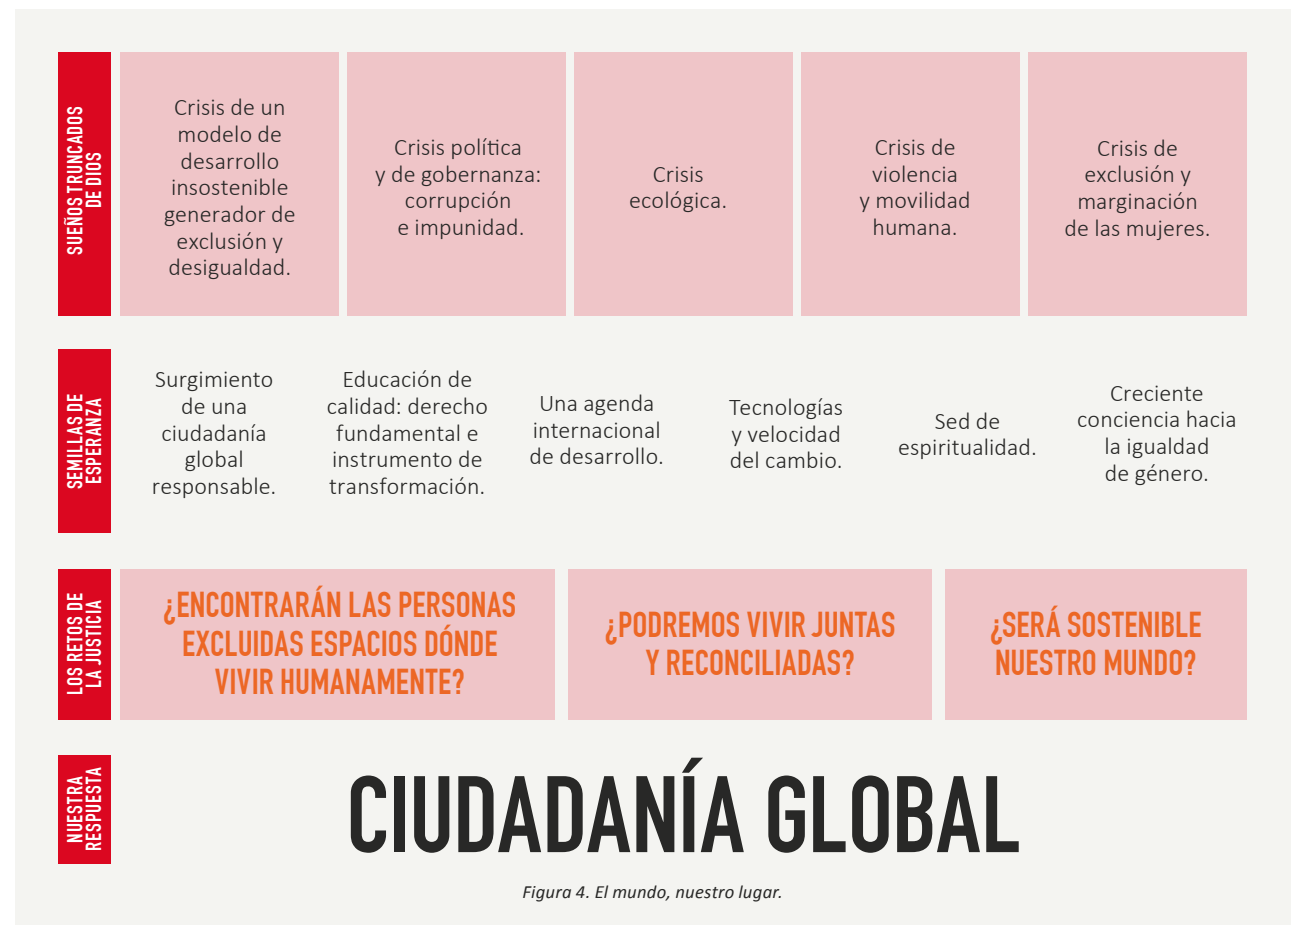 SUEÑOS TRUNCADOS
DE DIOS
Crisis de un
modelo de
desarrollo
insostenible
generador de
exclusión y
desigualdad.
Crisis política
y de gobernanza:
corrupción
e impunidad.
Crisis
ecológica.
Crisis de
violencia
y movilidad
humana.
Crisis de
exclusión y
marginación
de las mujeres.
SEMILLAS DE
ESPERANZA
Surgimiento
de una
ciudadanía
global
responsable.
Educación de
calidad: derecho
fundamental e
instrumento de
transformación.
Una agenda
internacional
de desarrollo.
Tecnologías
y velocidad
del cambio.
Sed de
espiritualidad.
Creciente
conciencia hacia
la igualdad
de género.
LOS RETOS DE
LA JUSTICIA
¿ENCONTRARÁN LAS PERSONAS
EXCLUIDAS ESPACIOS DÓNDE
VIVIR HUMANAMENTE?
¿PODREMOS VIVIR JUNTAS
Y RECONCILIADAS?
¿SERÁ SOSTENIBLE
NUESTRO MUNDO?
NUESTRA
RESPUESTA
CIUDADANÍA GLOBAL
Figura 4. El mundo, nuestro lugar.